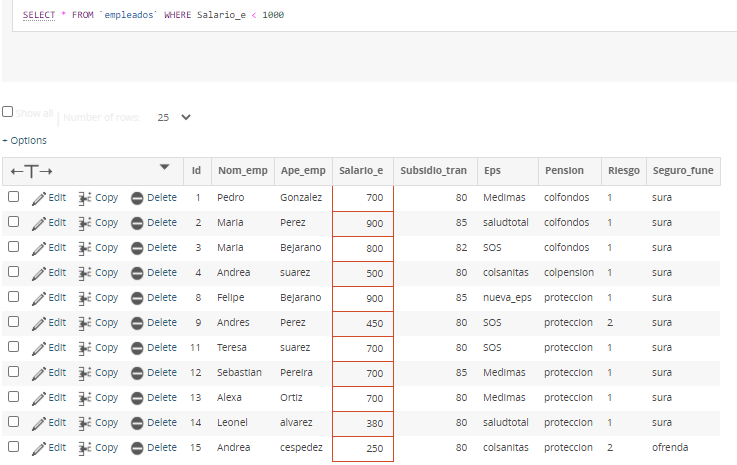 SELECT * FROM `empleados` WHERE Salario_e < 1000
Show all | Number of rows: 25
+ Options
←T→ Id Nom_emp Ape_emp Salario_e Subsidio_tran Eps Pension Riesgo Seguro_fune
Edit Copy Delete 1 Pedro Gonzalez 700 80 Medimas colfondos 1 sura
Edit Copy Delete 2 Maria Perez 900 85 saludtotal colfondos 1 sura
Edit Copy Delete 3 Maria Bejarano 800 82 SOS colfondos 1 sura
Edit Copy Delete 4 Andrea suarez 500 80 colsanitas colpension 1 sura
Edit Copy Delete 8 Felipe Bejarano 900 85 nueva_eps proteccion 1 sura
Edit Copy Delete 9 Andres Perez 450 80 SOS proteccion 2 sura
Edit Copy Delete 11 Teresa suarez 700 80 SOS proteccion 1 sura
Edit Copy Delete 12 Sebastian Pereira 700 85 Medimas proteccion 1 sura
Edit Copy Delete 13 Alexa Ortiz 700 80 Medimas proteccion 1 sura
Edit Copy Delete 14 Leonel alvarez 380 80 saludtotal proteccion 1 sura
Edit Copy Delete 15 Andrea cespedez 250 80 colsanitas proteccion 2 ofrenda